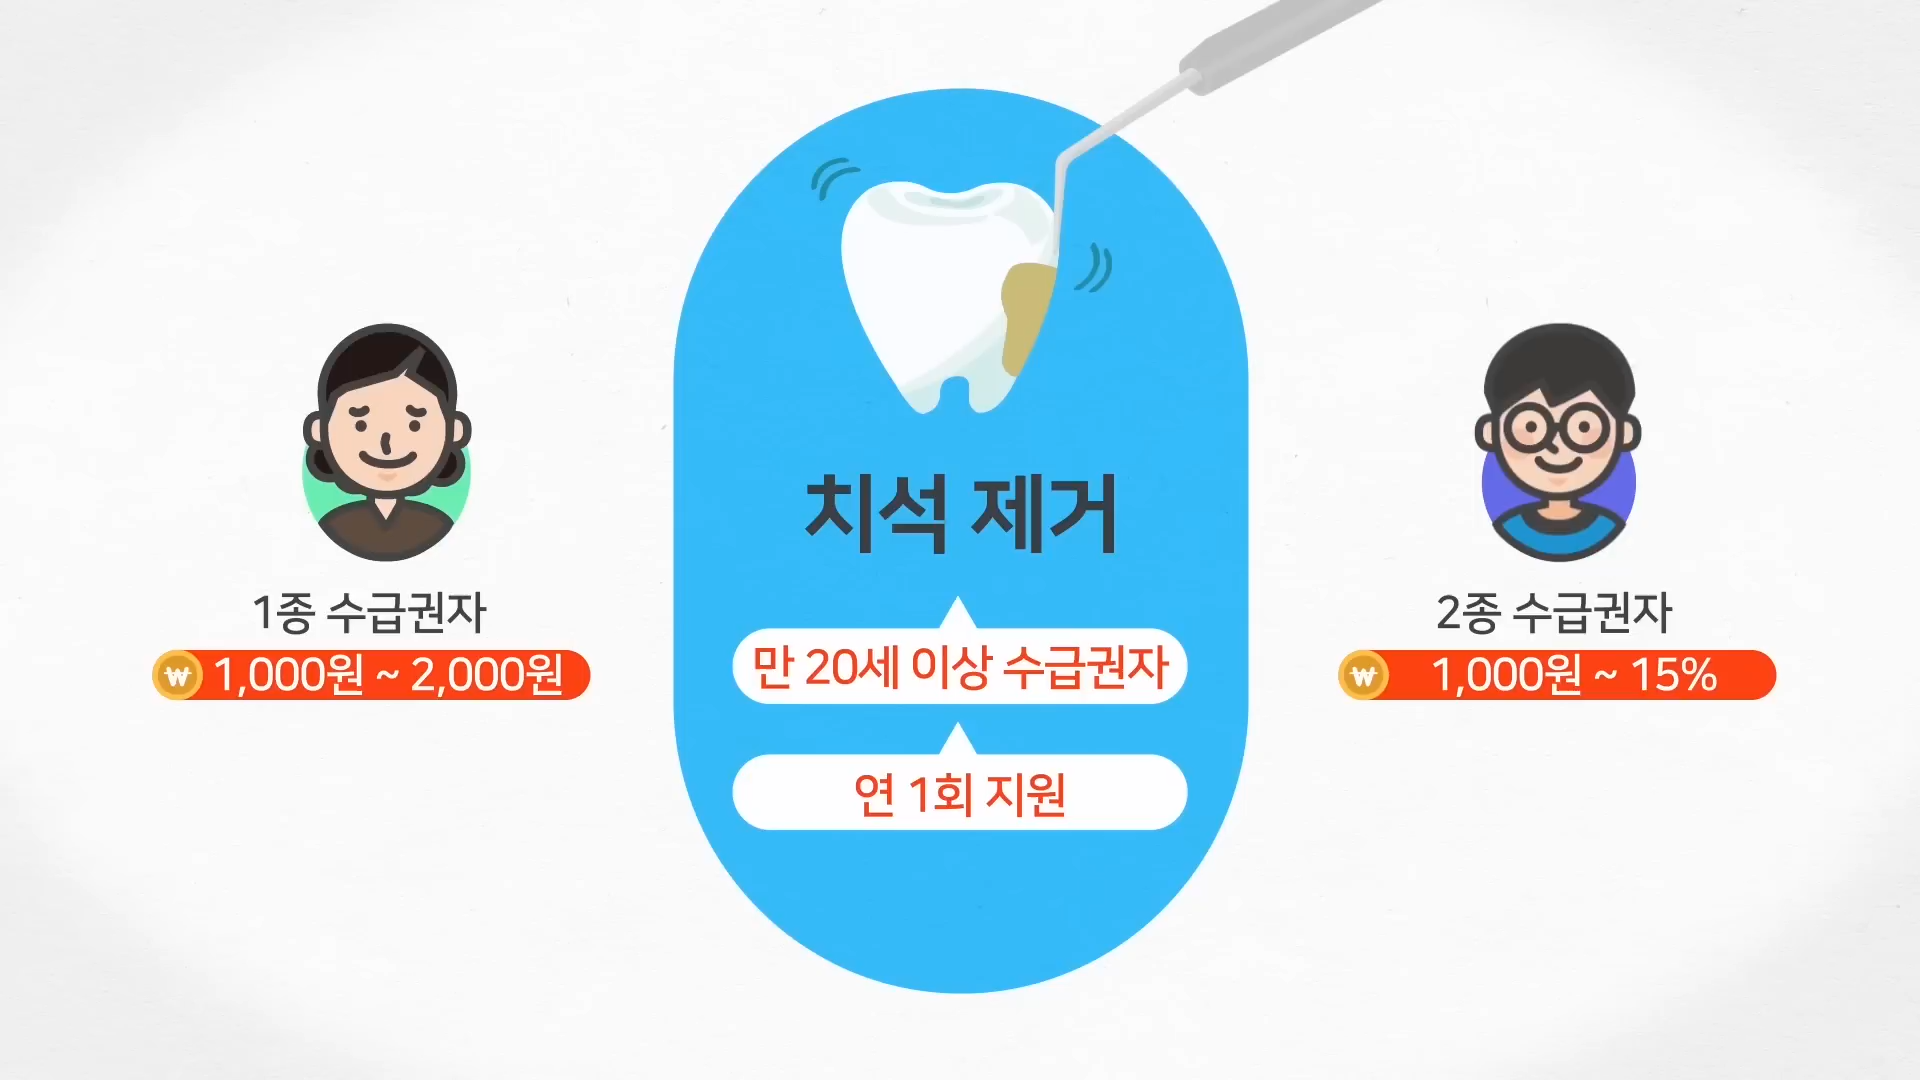 치석 제거
만 20세 이상 수급권자
연 1회 지원
1종 수급권자
₩ 1,000원 ~ 2,000원
2종 수급권자
₩ 1,000원 ~ 15%